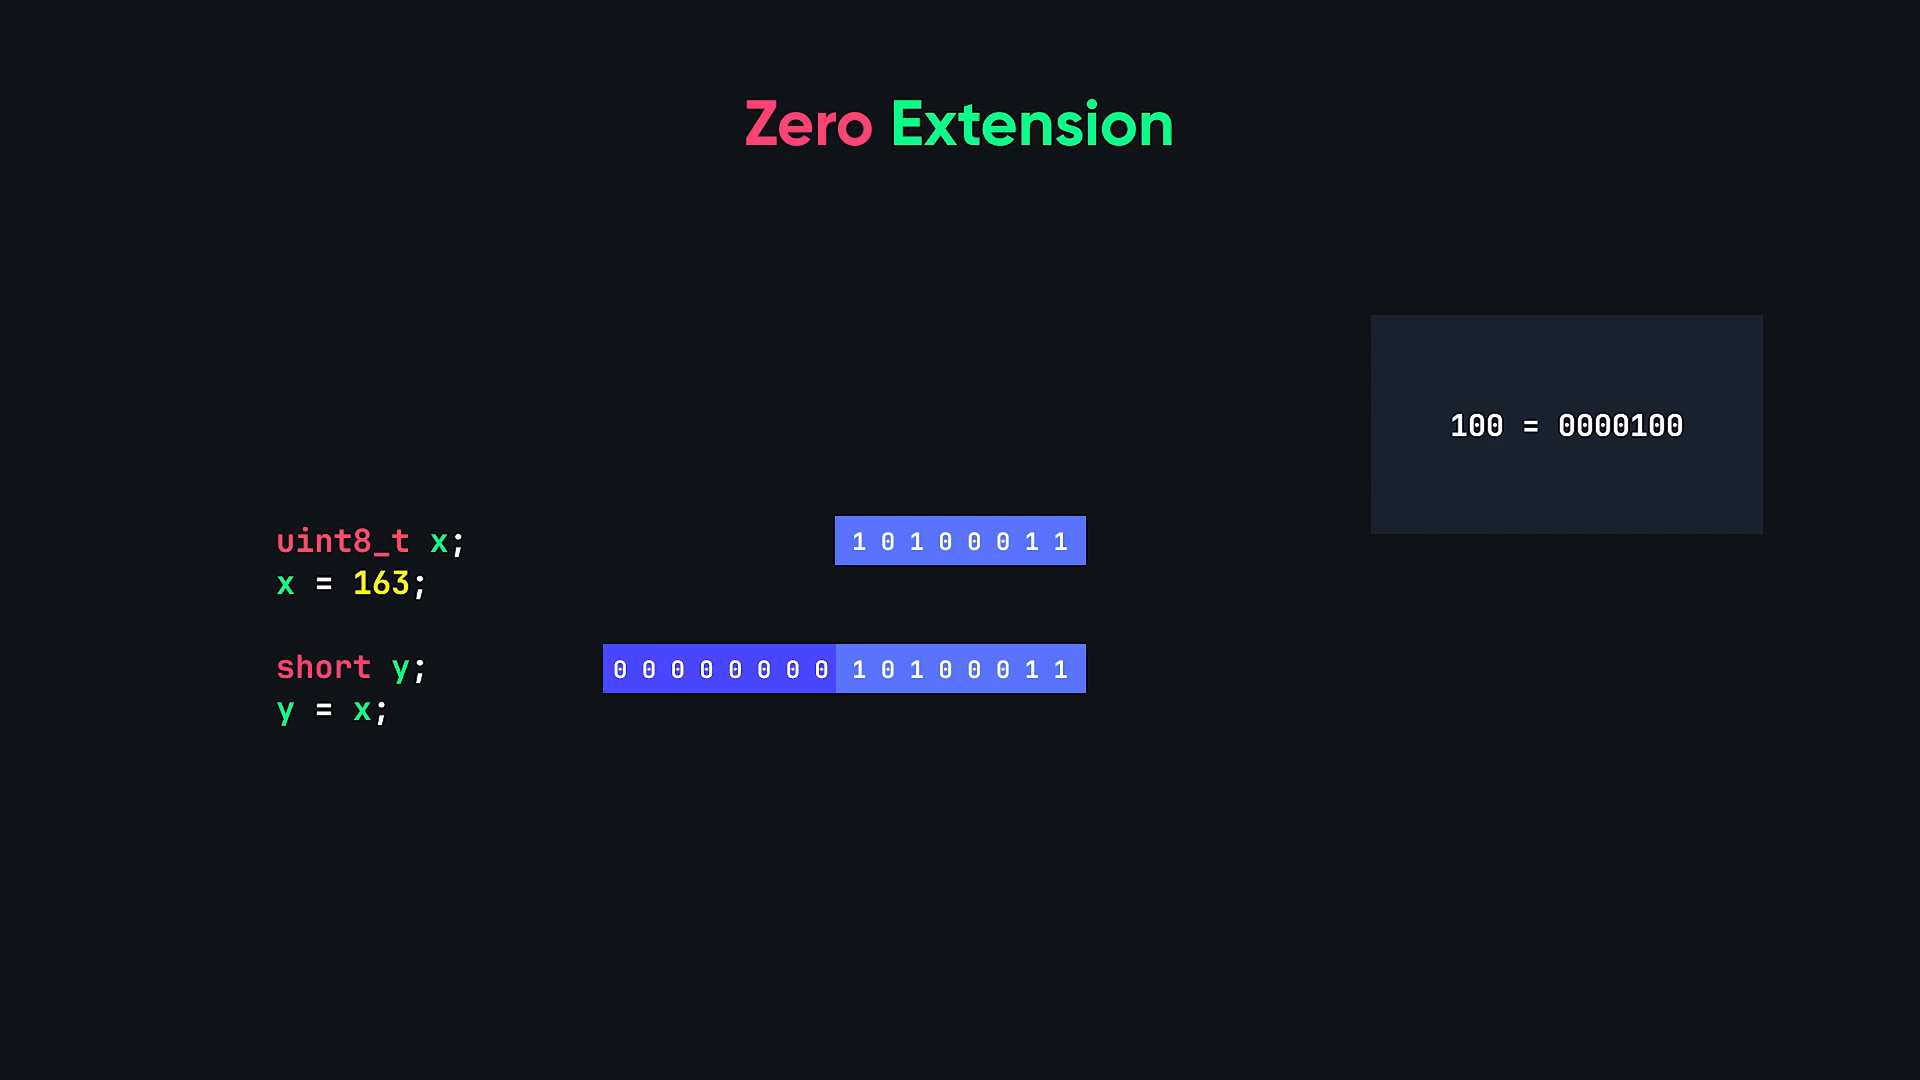 Zero Extension
100 = 0000100
uint8_t x;
x = 163;
1 0 1 0 0 0 1 1
short y;
y = x;
0 0 0 0 0 0 0 0 1 0 1 0 0 0 1 1